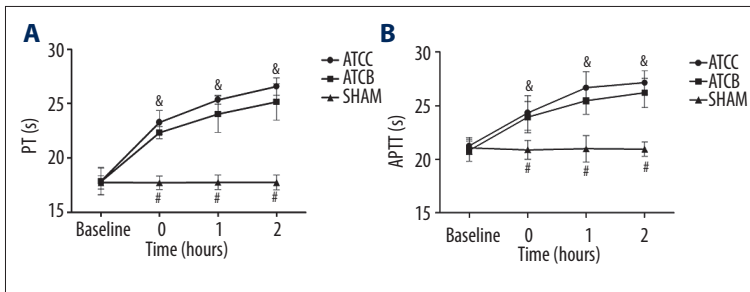 A
30
25
20
15
PT (s)
& & &
# # #
Baseline 0 1 2
Time (hours)
ATCC
ATCB
SHAM
B
30
25
20
15
APTT (s)
& & &
# # #
Baseline 0 1 2
Time (hours)
ATCC
ATCB
SHAM